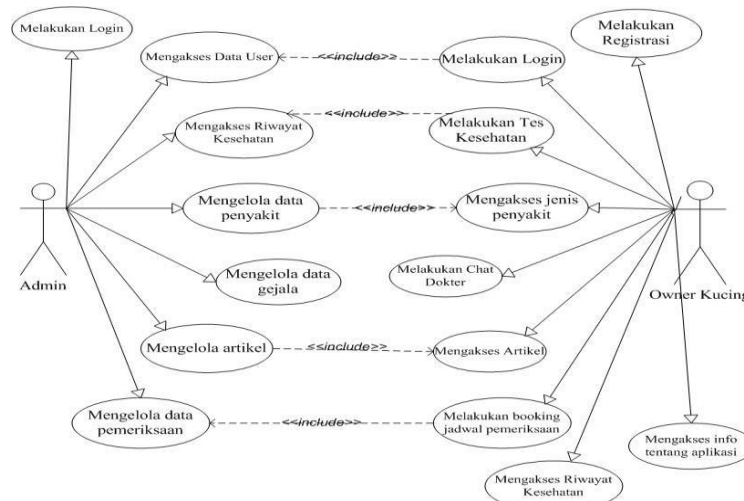 Melakukan Login
Melakukan
Registrasi
Mengakses Data User
<<include>>
Melakukan Login
Mengakses Riwayat
Kesehatan
<<include>>
Melakukan Tes
Kesehatan
Mengelola data
penyakit
<<include>>
Mengakses jenis
penyakit
Admin
Mengelola data
gejala
Melakukan Chat
Dokter
Owner Kucing
Mengelola artikel
<<include>>
Mengakses Artikel
Mengelola data
pemeriksaan
<<include>>
Melakukan booking
jadwal pemeriksaan
Mengakses info
tentang aplikasi
Mengakses Riwayat
Kesehatan